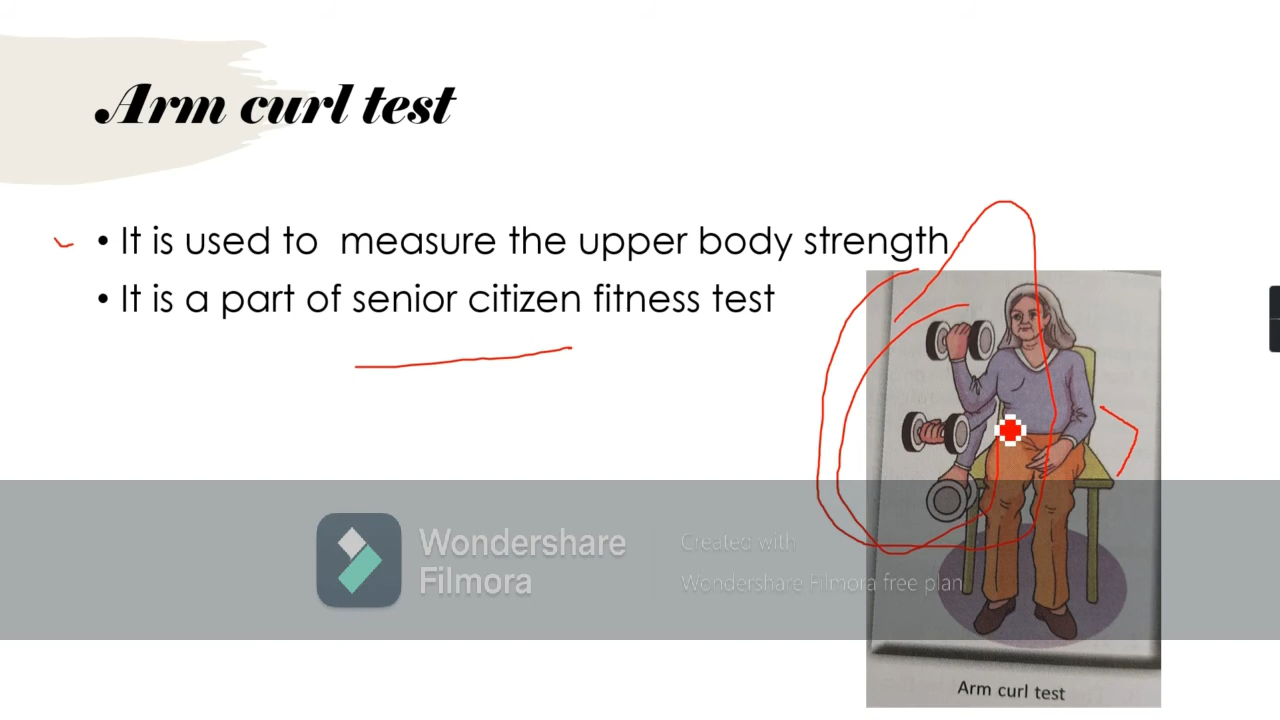 Arm curl test
• It is used to measure the upper body strength
• It is a part of senior citizen fitness test
Wondershare
Filmora
Created with
Wondershare Filmora free plan
Arm curl test